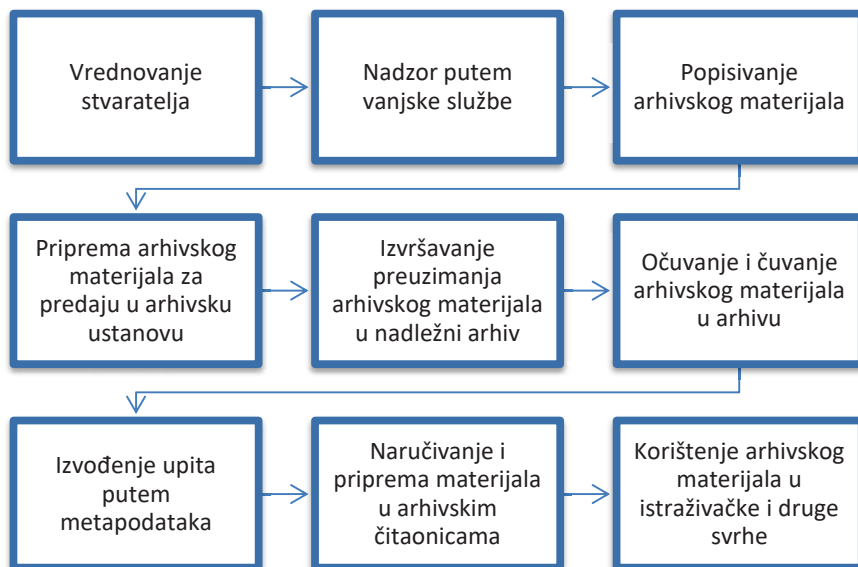 Vrednovanje
stvaratelja
Nadzor putem
vanjske službe
Popisivanje
arhivskog materijala
Priprema arhivskog
materijala za
predaju u arhivsku
ustanovu
Izvršavanje
preuzimanja
arhivskog materijala
u nadležni arhiv
Očuvanje i čuvanje
arhivskog materijala
u arhivu
Izvođenje upita
putem
metapodataka
Naručivanje i
priprema materijala
u arhivskim
čitaonicama
Korištenje arhivskog
materijala u
istraživačke i druge
svrhe